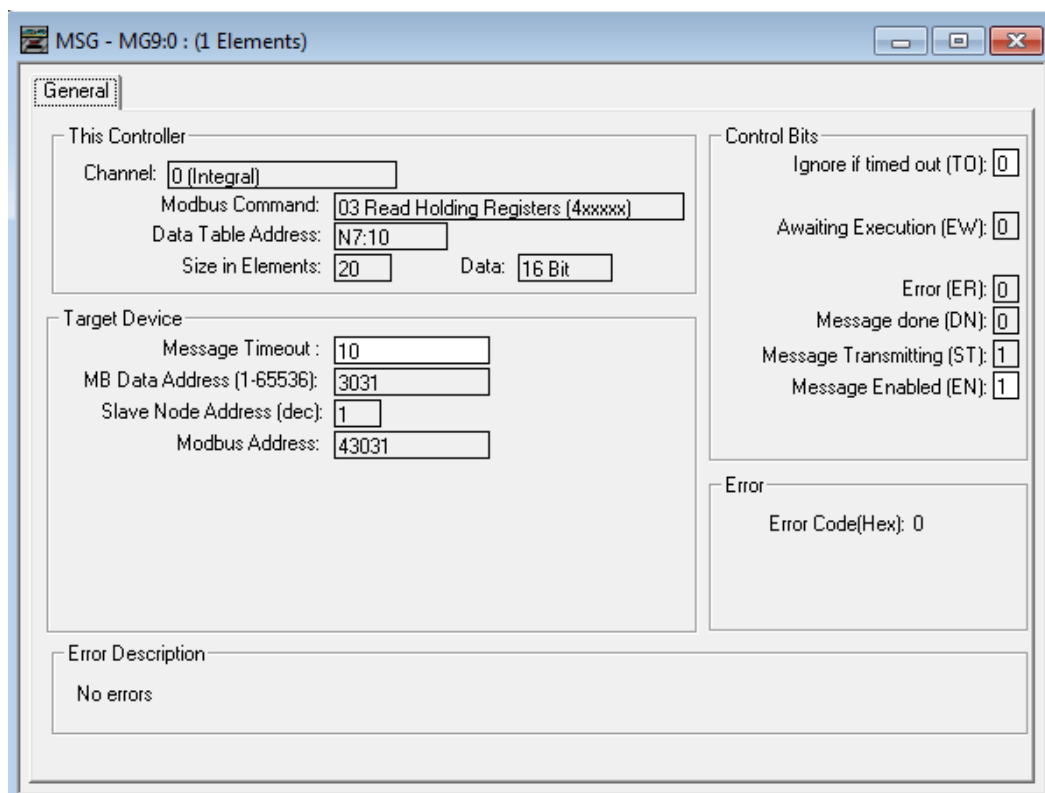 MSG - MG9:0 : (1 Elements)
General
This Controller
Channel: 0 (Integral)
Modbus Command: 03 Read Holding Registers (4xxxxx)
Data Table Address: N7:10
Size in Elements: 20 Data: 16 Bit
Target Device
Message Timeout : 10
MB Data Address (1-65536): 3031
Slave Node Address (dec): 1
Modbus Address: 43031
Control Bits
Ignore if timed out (TO): 0
Awaiting Execution (EW): 0
Error (ER): 0
Message done (DN): 0
Message Transmitting (ST): 1
Message Enabled (EN): 1
Error
Error Code(Hex): 0
Error Description
No errors